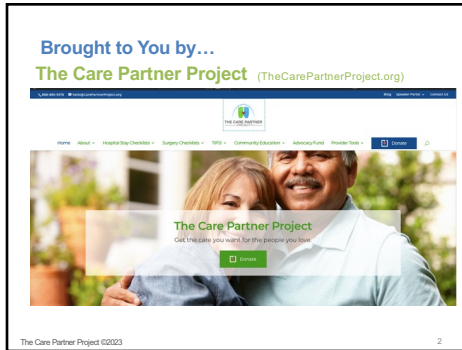 Brought to You by…
The Care Partner Project (TheCarePartnerProject.org)
Blog Speaker Portal Contact Us
THE CARE PARTNER
PROJECT
Home About Hospital Stay Checklists Surgery Checklists TIPS! Community Education Advocacy Fund Provider Tools Donate
The Care Partner Project
Get the care you want for the people you love.
Donate
The Care Partner Project ©2023 2